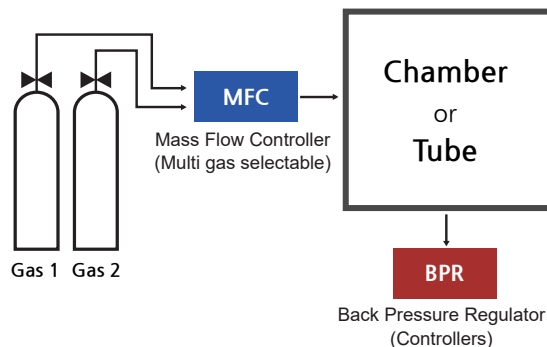 Gas 1
Gas 2
MFC
Mass Flow Controller
(Multi gas selectable)
Chamber
or
Tube
BPR
Back Pressure Regulator
(Controllers)